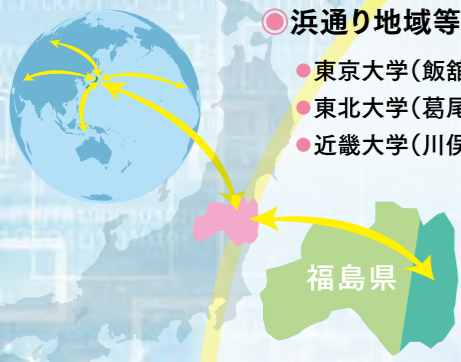 ◉浜通り地域等
●東京大学(飯舘
●東北大学(葛尾
●近畿大学(川俣
福島県